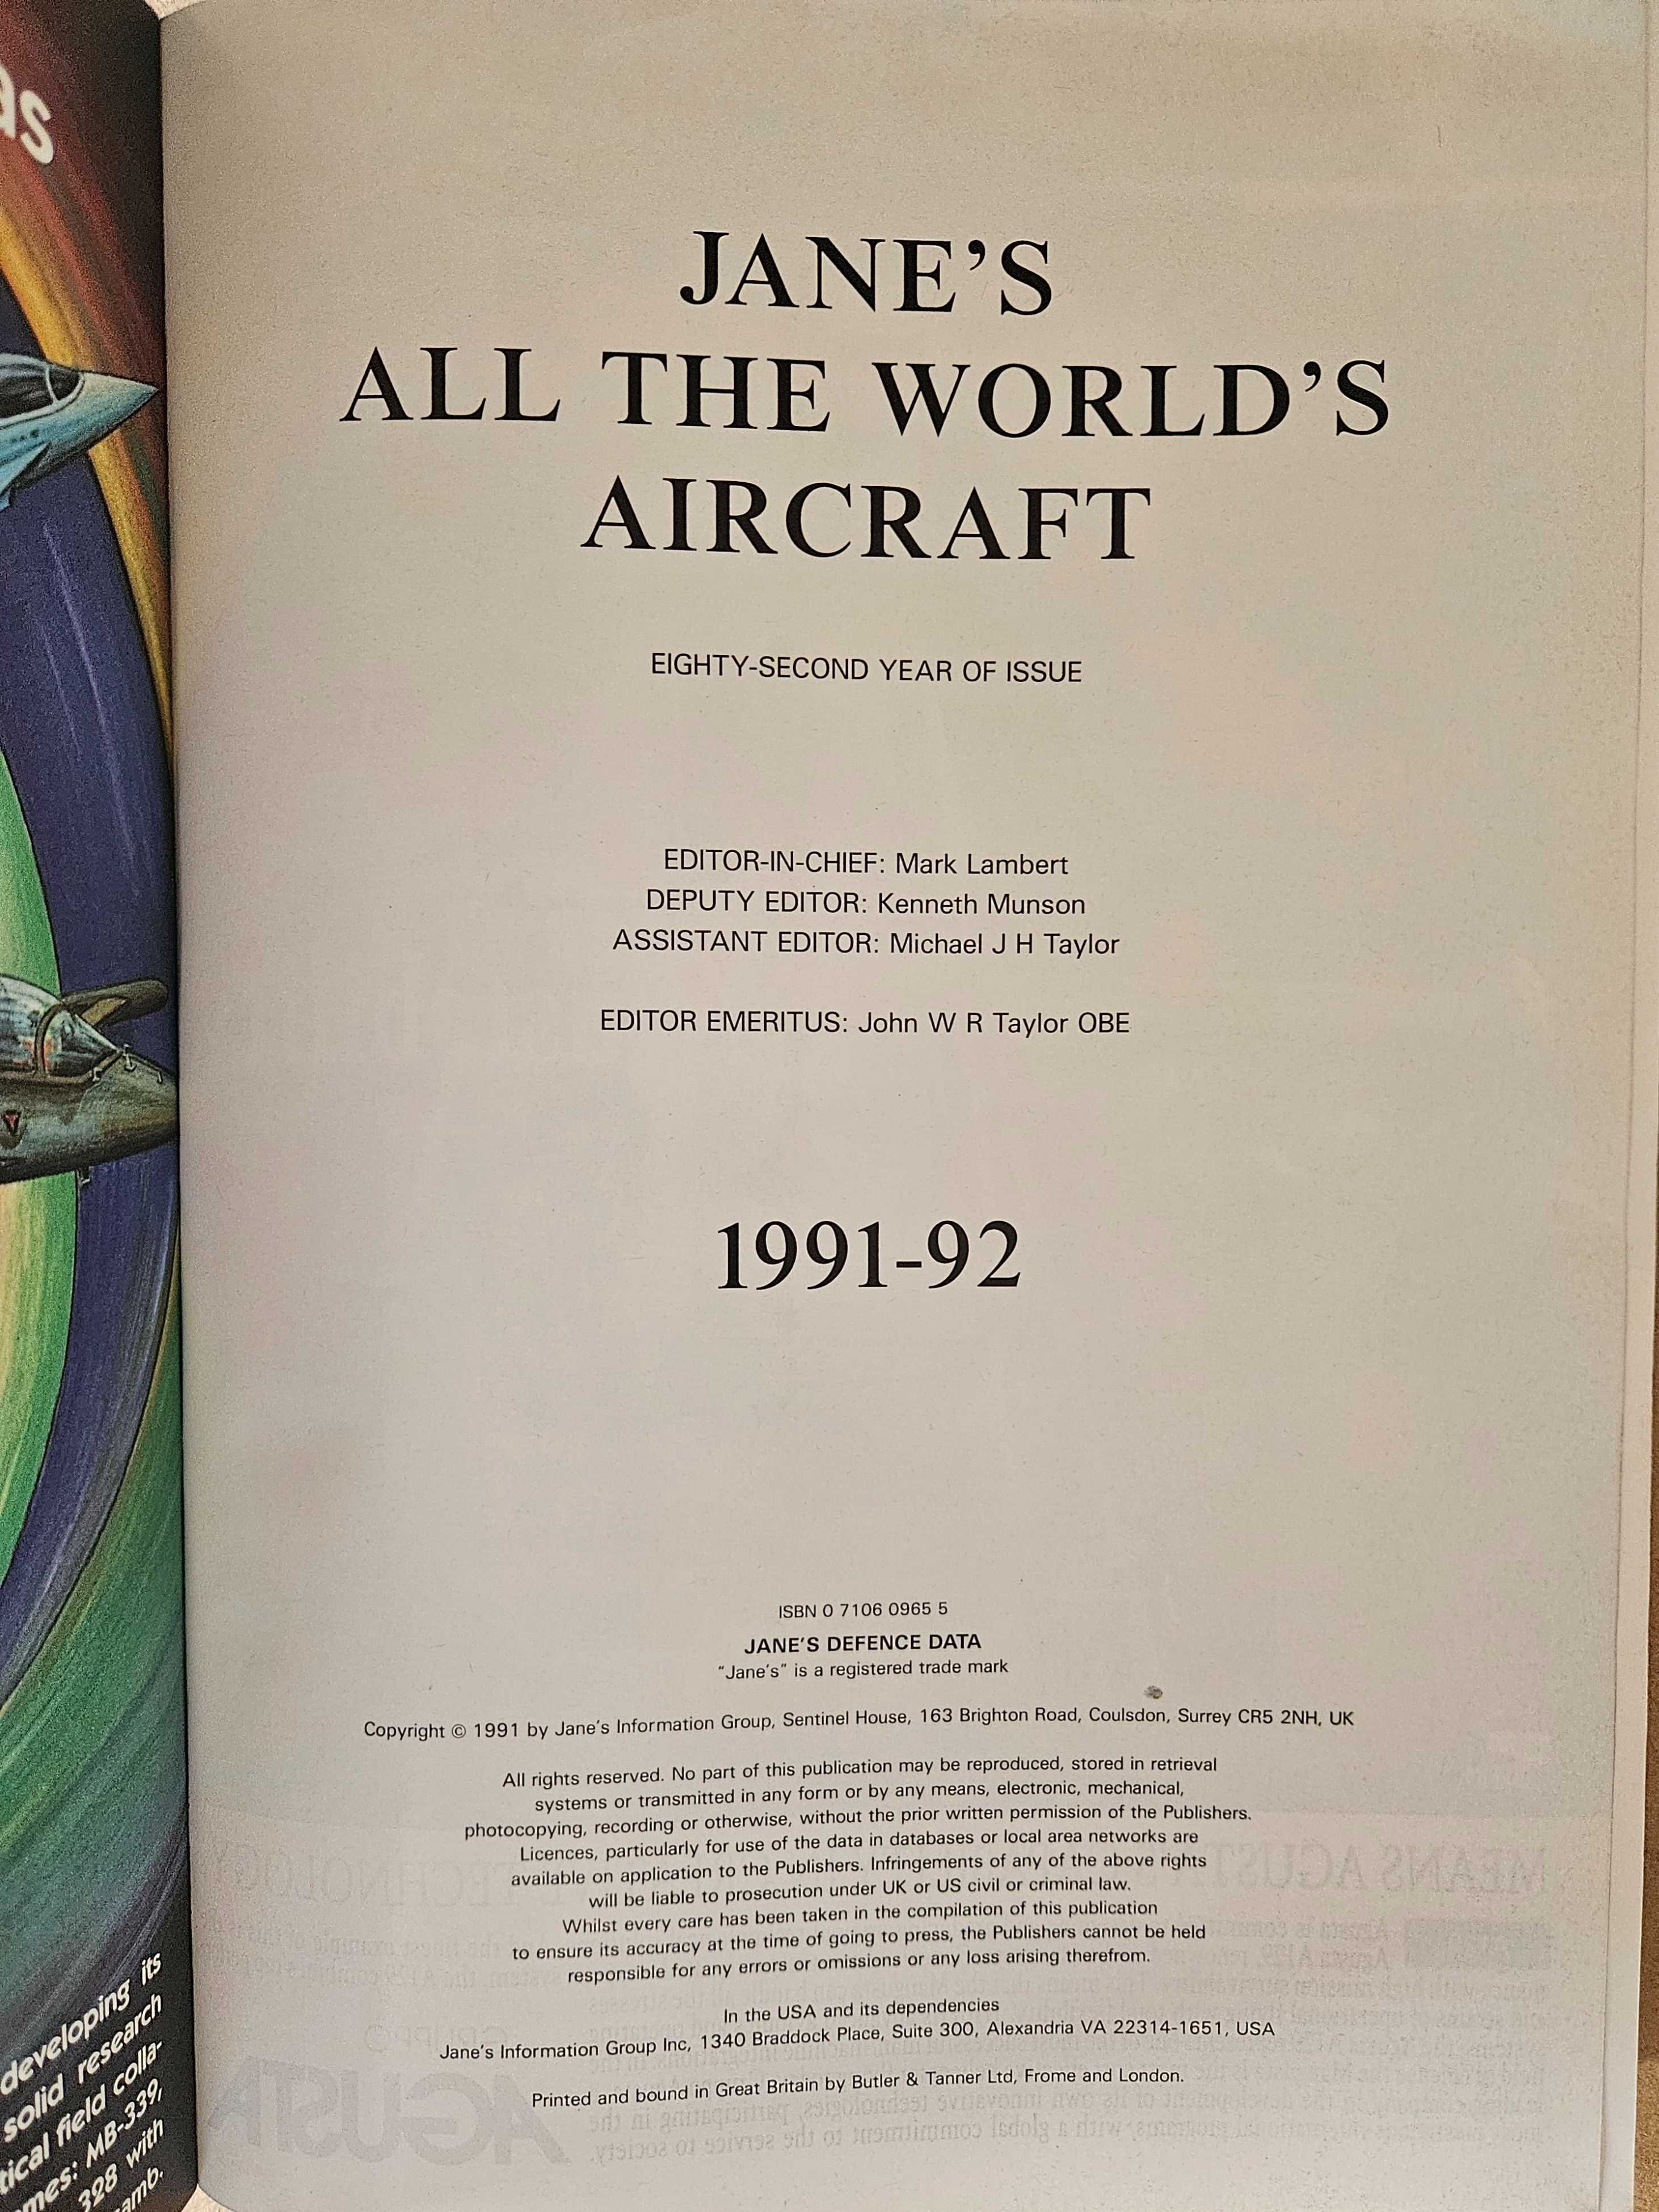 as
JANE'S
ALL THE WORLD'S
AIRCRAFT
EIGHTY-SECOND YEAR OF ISSUE
EDITOR-IN-CHIEF: Mark Lambert
DEPUTY EDITOR: Kenneth Munson
ASSISTANT EDITOR: Michael J H Taylor
EDITOR EMERITUS: John W R Taylor OBE
1991-92
ISBN 0 7106 0965 5
JANE'S DEFENCE DATA
"Jane's" is a registered trade mark
Copyright © 1991 by Jane's Information Group, Sentinel House, 163 Brighton Road, Coulsdon, Surrey CR5 2NH, UK
All rights reserved. No part of this publication may be reproduced, stored in retrieval
systems or transmitted in any form or by any means, electronic, mechanical,
photocopying, recording or otherwise, without the prior written permission of the Publishers.
Licences, particularly for use of the data in databases or local area networks are
available on application to the Publishers. Infringements of any of the above rights
will be liable to prosecution under UK or US civil or criminal law.
Whilst every care has been taken in the compilation of this publication
to ensure its accuracy at the time of going to press, the Publishers cannot be held
responsible for any errors or omissions or any loss arising therefrom.
In the USA and its dependencies
Jane's Information Group Inc, 1340 Braddock Place, Suite 300, Alexandria VA 22314-1651, USA
Printed and bound in Great Britain by Butler & Tanner Ltd, Frome and London.
developing its
solid research
tical field colla-
mes: MB-339,
328 with
amb.